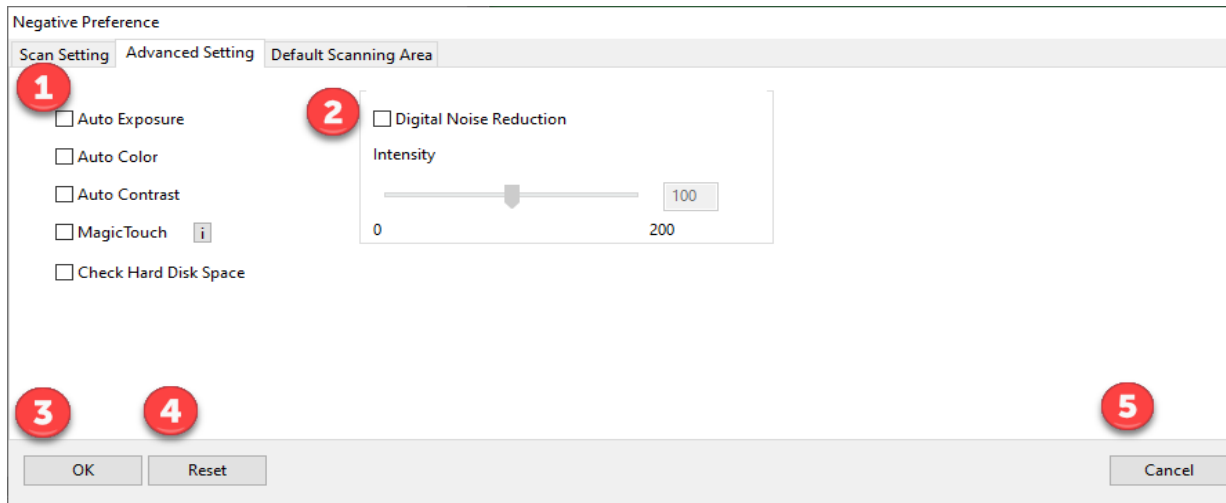 Negative Preference
Scan Setting Advanced Setting Default Scanning Area
1
Auto Exposure
Auto Color
Auto Contrast
MagicTouch i
Check Hard Disk Space
2
Digital Noise Reduction
Intensity
100
0 200
3 4 5
OK Reset Cancel